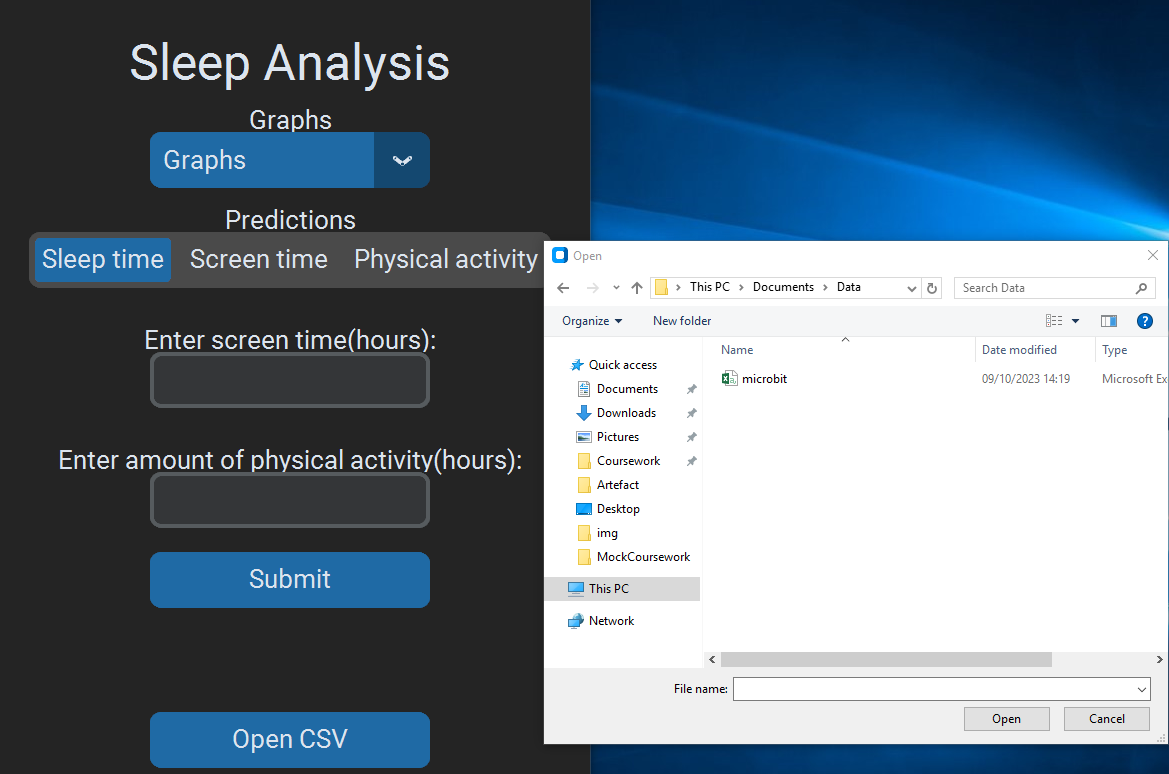 Sleep Analysis
Graphs
Graphs
Predictions
Sleep time Screen time Physical activity
Enter screen time(hours):
Enter amount of physical activity(hours):
Submit
Open CSV
Open
This PC Documents Data
Search Data
Organize New folder
Name Date modified Type
microbit 09/10/2023 14:19 Microsoft Ex
Quick access
Documents
Downloads
Pictures
Coursework
Artefact
Desktop
img
MockCoursework
This PC
Network
File name:
Open Cancel